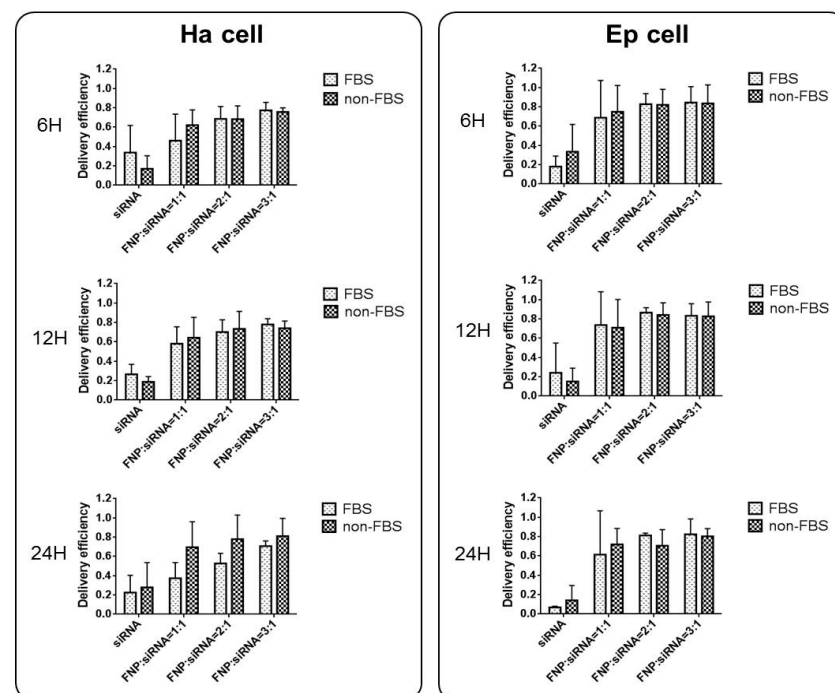 Ha cell
6H
Delivery efficiency
1.2
1.0
0.8
0.6
0.4
0.2
0.0
siRNA
FNP:siRNA=1:1
FNP:siRNA=2:1
FNP:siRNA=3:1
FBS
non-FBS
12H
Delivery efficiency
1.2
1.0
0.8
0.6
0.4
0.2
0.0
siRNA
FNP:siRNA=1:1
FNP:siRNA=2:1
FNP:siRNA=3:1
FBS
non-FBS
24H
Delivery efficiency
1.2
1.0
0.8
0.6
0.4
0.2
0.0
siRNA
FNP:siRNA=1:1
FNP:siRNA=2:1
FNP:siRNA=3:1
FBS
non-FBS
Ep cell
6H
Delivery efficiency
1.2
1.0
0.8
0.6
0.4
0.2
0.0
siRNA
FNP:siRNA=1:1
FNP:siRNA=2:1
FNP:siRNA=3:1
FBS
non-FBS
12H
Delivery efficiency
1.2
1.0
0.8
0.6
0.4
0.2
0.0
siRNA
FNP:siRNA=1:1
FNP:siRNA=2:1
FNP:siRNA=3:1
FBS
non-FBS
24H
Delivery efficiency
1.2
1.0
0.8
0.6
0.4
0.2
0.0
siRNA
FNP:siRNA=1:1
FNP:siRNA=2:1
FNP:siRNA=3:1
FBS
non-FBS